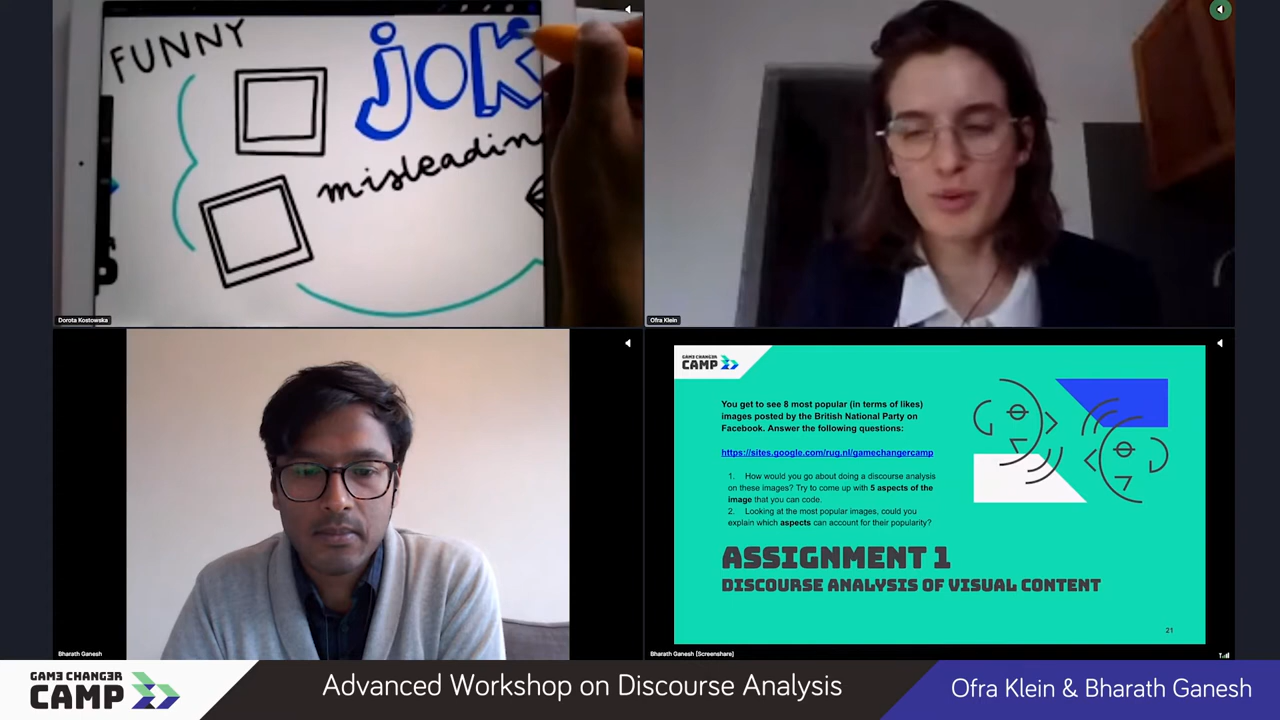 FUNNY
joK
misleadin
Dorota Kostowska
Ofra Klein
Bharath Ganesh
GAM3 CHANG3R
CAMP
You get to see 8 most popular (in terms of likes)
images posted by the British National Party on
Facebook. Answer the following questions:
https://sites.google.com/rug.nl/gamechangercamp
1. How would you go about doing a discourse analysis
on these images? Try to come up with 5 aspects of the
image that you can code.
2. Looking at the most popular images, could you
explain which aspects can account for their popularity?
ASSIGNMENT 1
DISCOURSE ANALYSIS OF VISUAL CONTENT
21
Bharath Ganesh [Screenshare]
GAM3 CHANG3R
CAMP
Advanced Workshop on Discourse Analysis
Ofra Klein & Bharath Ganesh